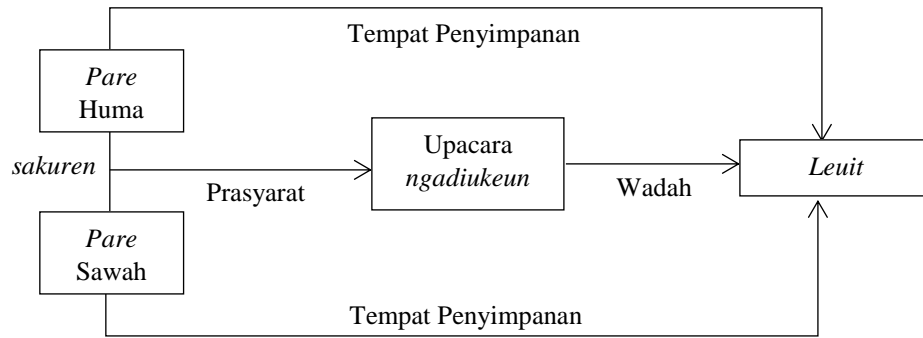 Tempat Penyimpanan
Pare
Huma
sakuren
Prasyarat
Upacara
ngadiukeun
Wadah
Leuit
Pare
Sawah
Tempat Penyimpanan